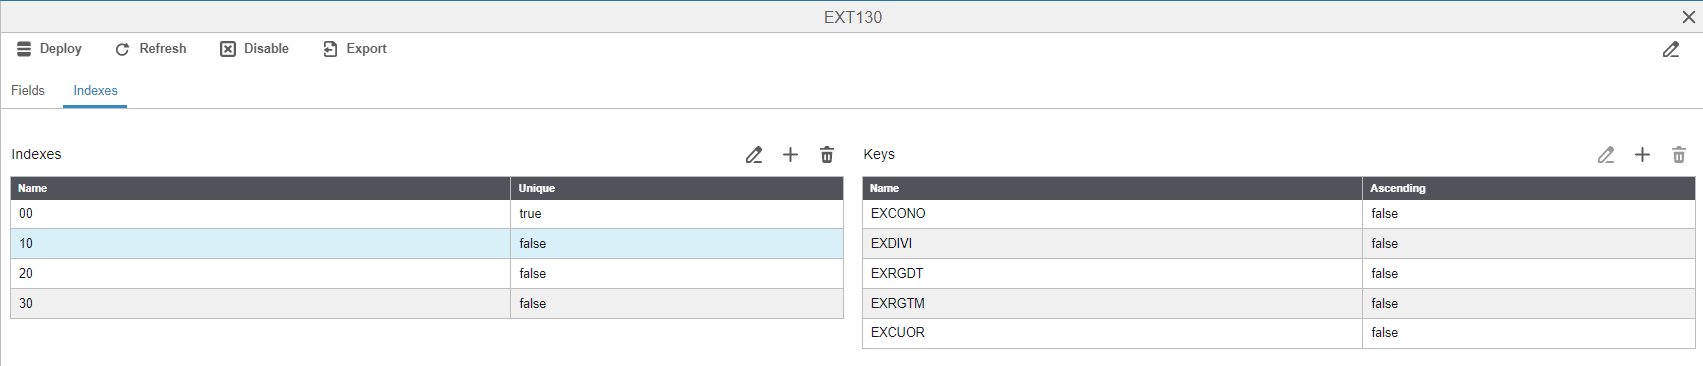 EXT130
Deploy Refresh Disable Export
Fields Indexes
Indexes
Name Unique
00 true
10 false
20 false
30 false
Keys
Name Ascending
EXCONO false
EXDIVI false
EXRGDT false
EXRGTM false
EXCUOR false